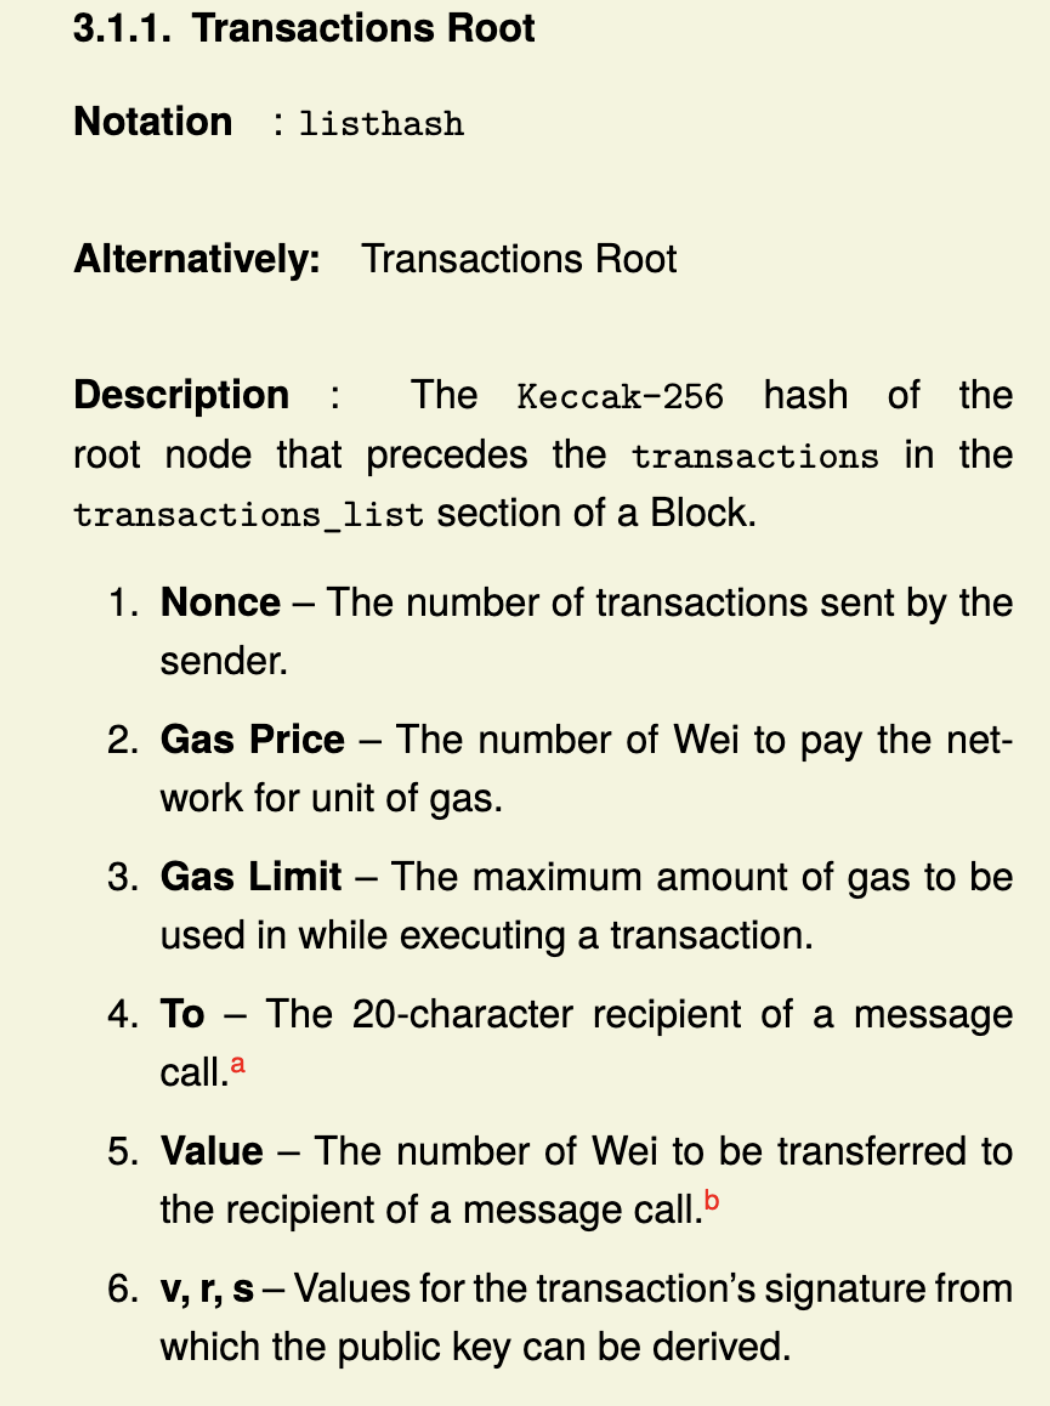 3.1.1. Transactions Root
Notation : listhash
Alternatively: Transactions Root
Description : The Keccak-256 hash of the
root node that precedes the transactions in the
transactions_list section of a Block.
1. Nonce – The number of transactions sent by the
sender.
2. Gas Price – The number of Wei to pay the net-
work for unit of gas.
3. Gas Limit – The maximum amount of gas to be
used in while executing a transaction.
4. To – The 20-character recipient of a message
call.a
5. Value – The number of Wei to be transferred to
the recipient of a message call.b
6. v, r, s – Values for the transaction’s signature from
which the public key can be derived.